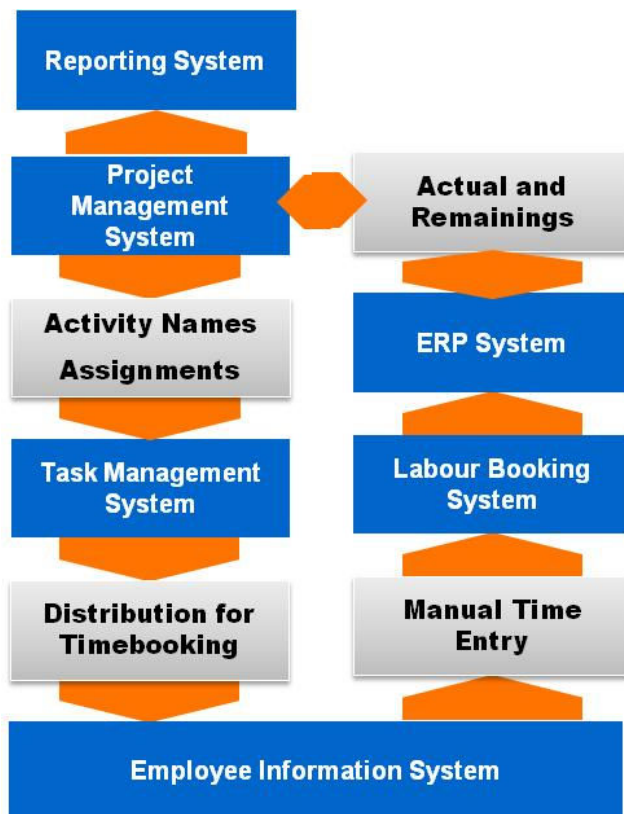 Reporting System
Project
Management
System
Actual and
Remainings
Activity Names
Assignments
ERP System
Task Management
System
Labour Booking
System
Distribution for
Timebooking
Manual Time
Entry
Employee Information System